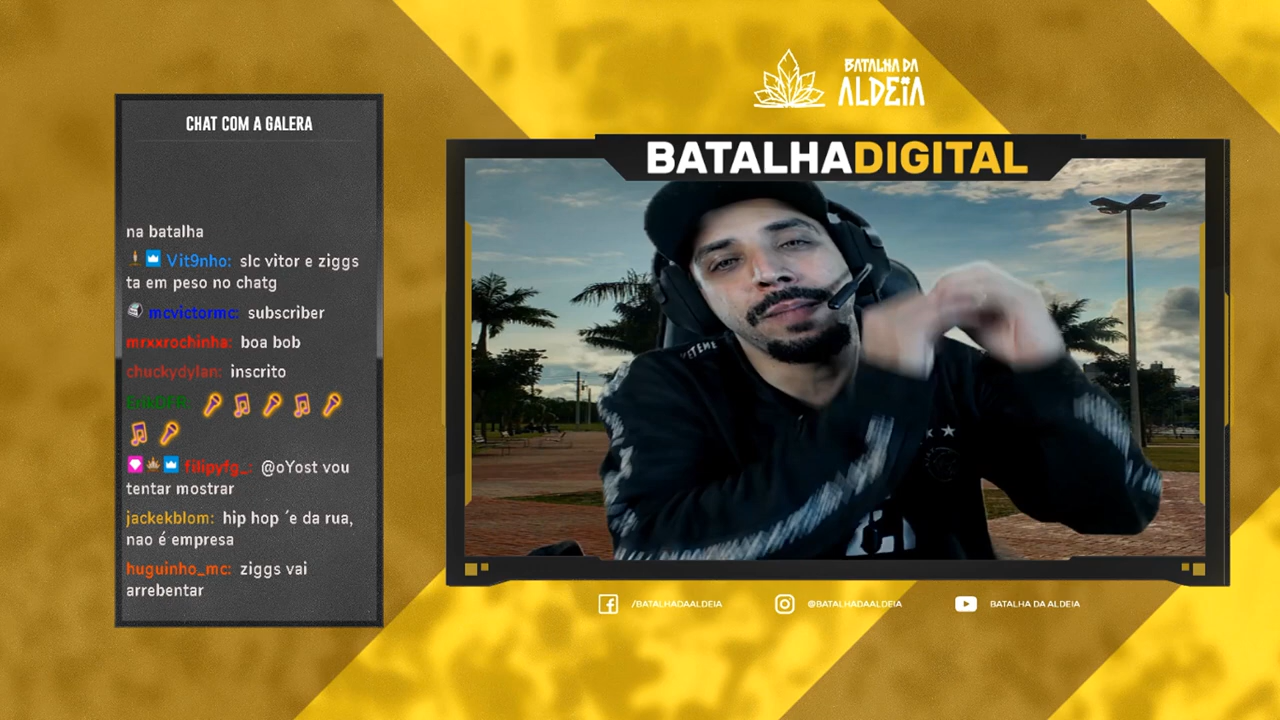 BATALHA DA
ALDEIA
CHAT COM A GALERA
na batalha
Vit9nho: slc vitor e ziggs
ta em peso no chatg
mcvictormc: subscriber
mrxxrochinha: boa bob
chuckydylan: inscrito
filipyfg_: @oYost vou
tentar mostrar
jackekblom: hip hop ´e da rua,
nao é empresa
huguinho_mc: ziggs vai
arrebentar
BATALHADIGITAL
/BATALHADAALDEIA
@BATALHADAALDEIA
BATALHA DA ALDEIA